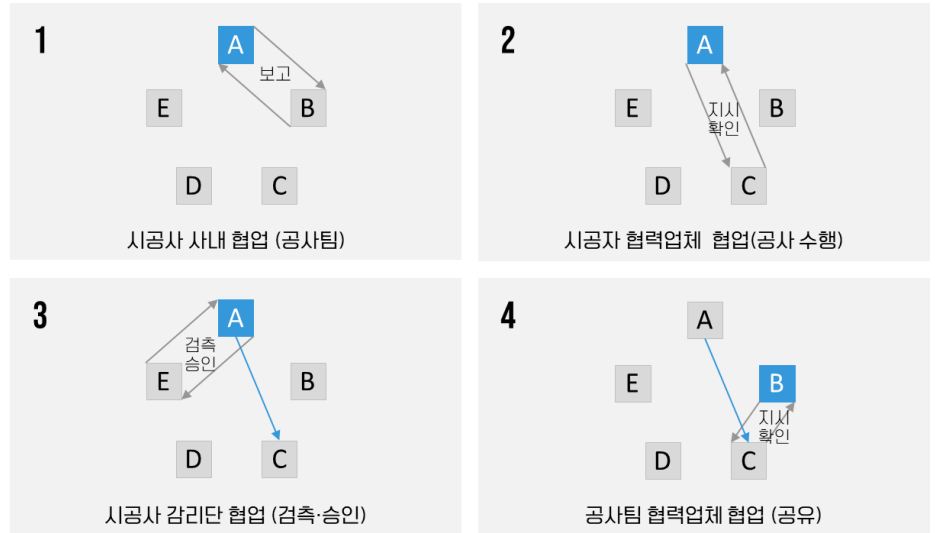 1
A
보고
E
B
D
C
시공사 사내 협업 (공사팀)
2
A
지시
확인
E
B
D
C
시공자 협력업체 협업(공사 수행)
3
A
검측
승인
E
B
D
C
시공사 감리단 협업 (검측·승인)
4
A
E
B
지시
확인
D
C
공사팀 협력업체 협업 (공유)